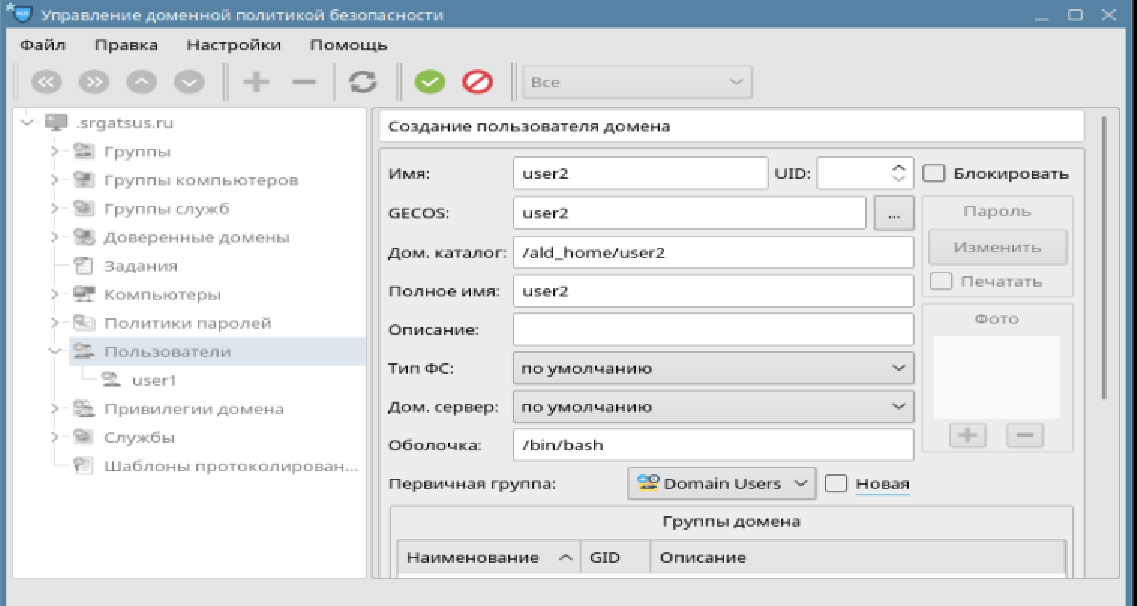 Управление доменной политикой безопасности
Файл Правка Настройки Помощь
Все
.srgatsus.ru
Группы
Группы компьютеров
Группы служб
Доверенные домены
Задания
Компьютеры
Политики паролей
Пользователи
user1
Привилегии домена
Службы
Шаблоны протоколирован...
Создание пользователя домена
Имя: user2 UID: Блокировать
GECOS: user2 ...
Дом. каталог: /ald_home/user2
Полное имя: user2
Описание:
Тип ФС: по умолчанию
Дом. сервер: по умолчанию
Оболочка: /bin/bash
Пароль
Изменить
Печатать
Фото
Первичная группа: Domain Users Новая
Группы домена
Наименование GID Описание